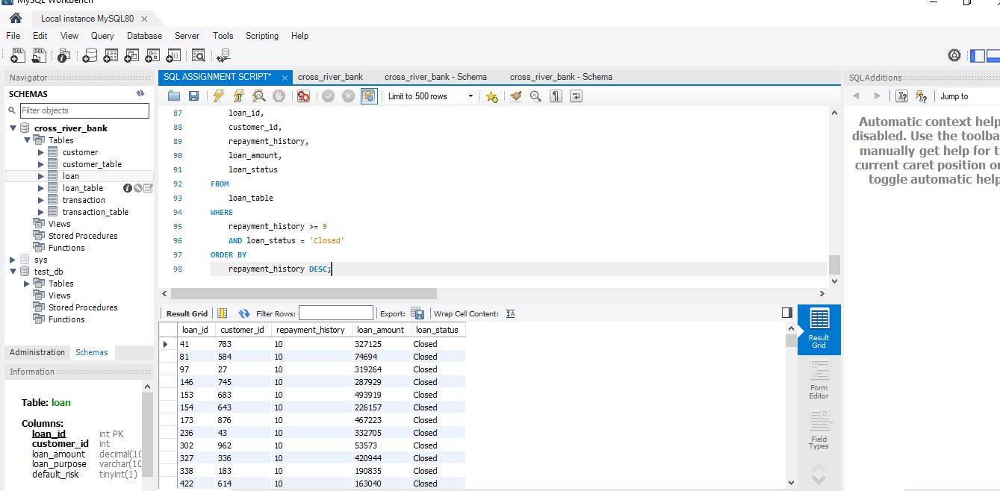 MySQL Workbench
Local instance MySQL80 ×
File Edit View Query Database Server Tools Scripting Help
Navigator
SCHEMAS
Filter objects
cross_river_bank
Tables
customer
customer_table
loan
loan_table
transaction
transaction_table
Views
Stored Procedures
Functions
sys
test_db
Tables
Views
Stored Procedures
Functions
Administration Schemas
Information
Table: loan
Columns:
loan_id int PK
customer_id int
loan_amount decimal(10
loan_purpose varchar(10
default_risk tinyint(1)
SQL ASSIGNMENT SCRIPT* × cross_river_bank cross_river_bank - Schema cross_river_bank - Schema
Limit to 500 rows
87 loan_id,
88 customer_id,
89 repayment_history,
90 loan_amount,
91 loan_status
92 FROM
93 loan_table
94 WHERE
95 repayment_history >= 9
96 AND loan_status = 'Closed'
97 ORDER BY
98 repayment_history DESC;
Result Grid Filter Rows: Export: Wrap Cell Content:
loan_id customer_id repayment_history loan_amount loan_status
41 783 10 327125 Closed
81 584 10 74694 Closed
97 27 10 319264 Closed
146 745 10 287929 Closed
153 683 10 493919 Closed
154 643 10 226157 Closed
173 876 10 467223 Closed
236 43 10 332705 Closed
302 962 10 53573 Closed
327 336 10 420944 Closed
338 183 10 190835 Closed
422 614 10 163040 Closed
Result
Grid
Form
Editor
Field
Types
SQLAdditions
Jump to
Automatic context help
disabled. Use the toolba
manually get help for t
current caret position or
toggle automatic help